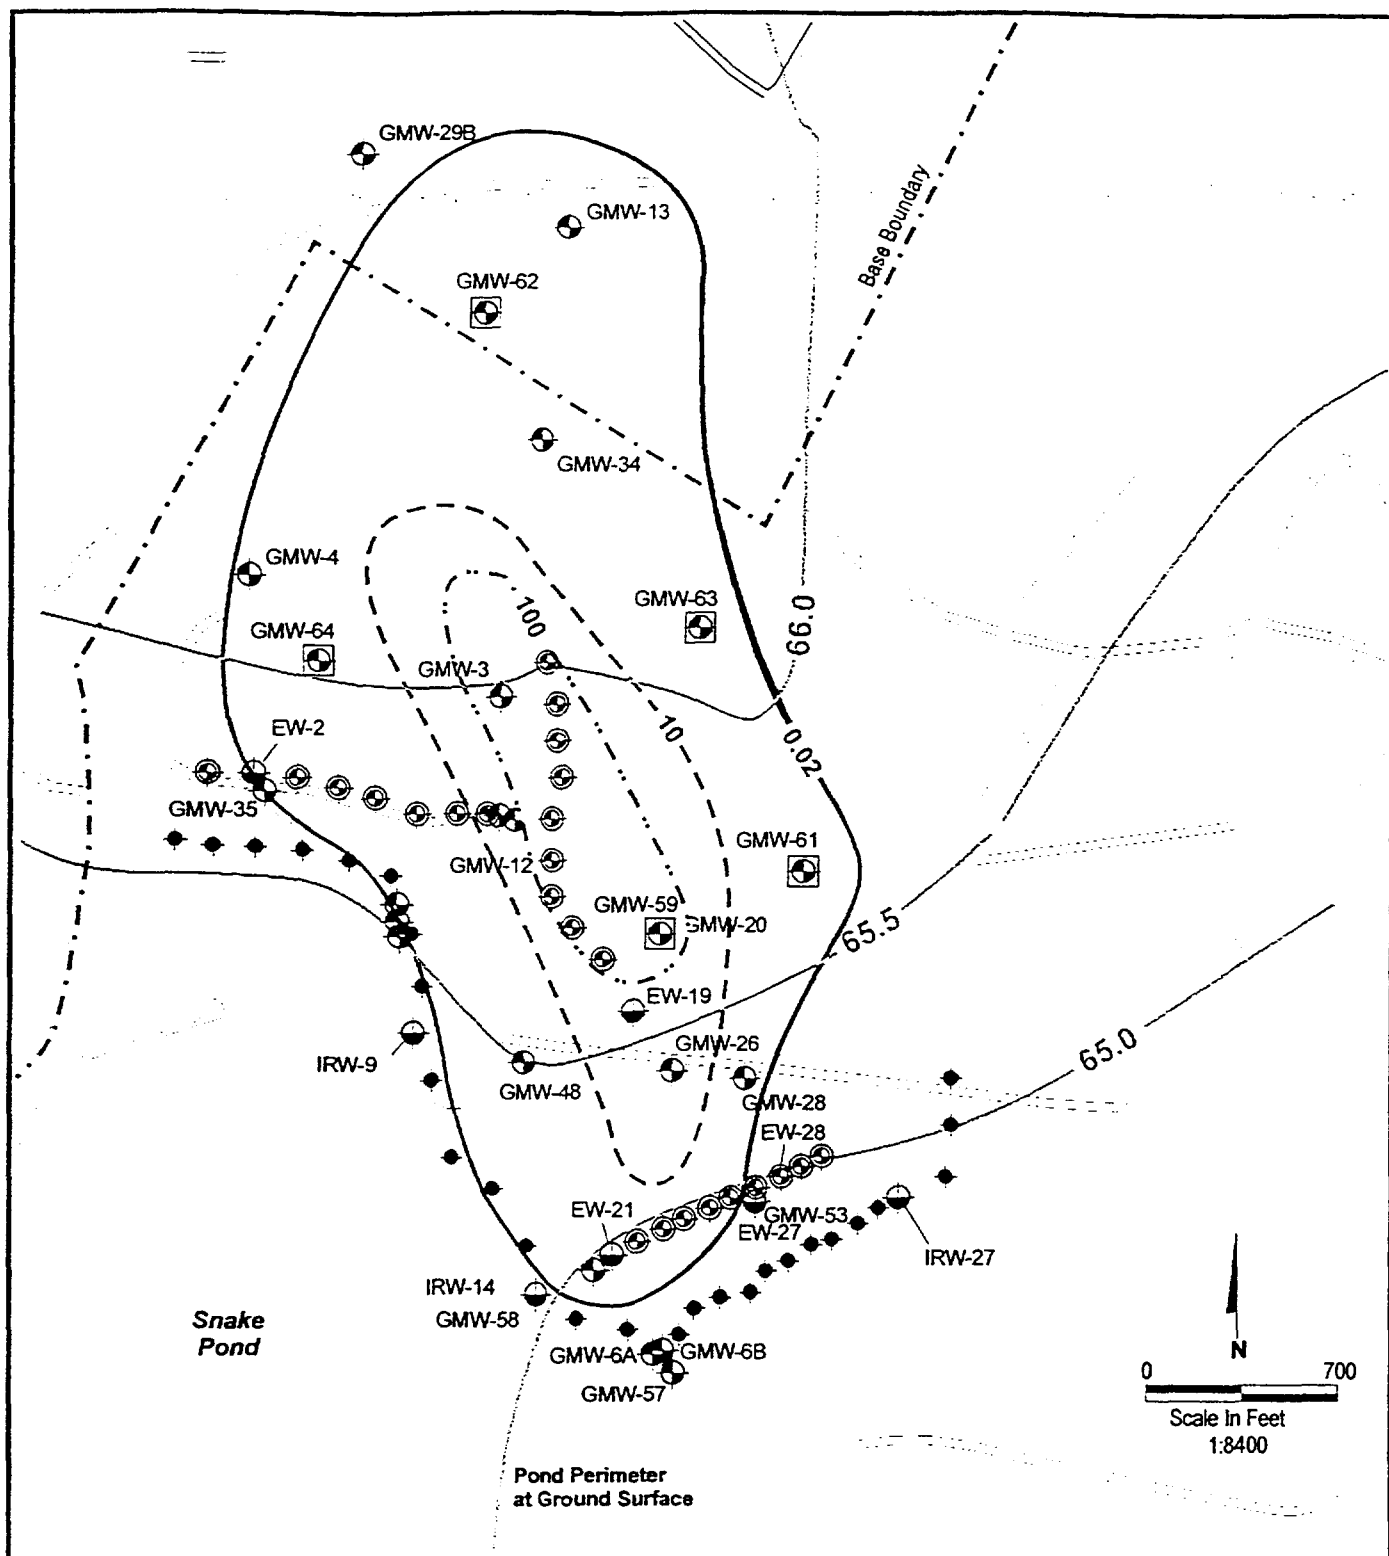 GMW-29B
GMW-13
Base Boundary
GMW-62
GMW-34
GMW-4
100
GMW-63
66.0
GMW-64
GMW-3
10
0.02
EW-2
GMW-35
GMW-12
GMW-61
GMW-59
GMW-20
65.5
EW-19
GMW-26
65.0
IRW-9
GMW-48
GMW-28
EW-28
EW-21
GMW-53
EW-27
IRW-27
IRW-14
GMW-58
Snake
Pond
GMW-6A
GMW-6B
GMW-57
N
0 700
Scale In Feet
1:8400
Pond Perimeter
at Ground Surface